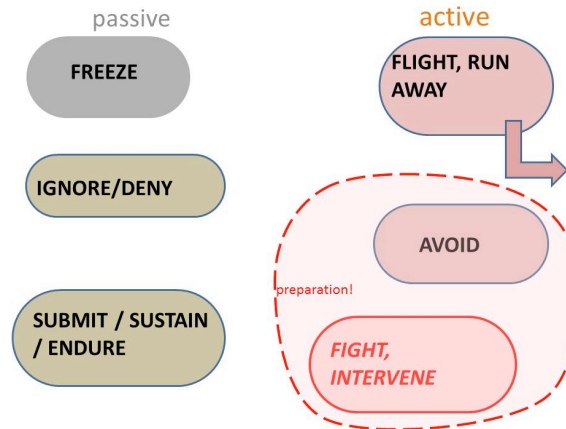 passive
active
FREEZE
FLIGHT, RUN
AWAY
IGNORE/DENY
AVOID
preparation!
SUBMIT / SUSTAIN
/ ENDURE
FIGHT,
INTERVENE